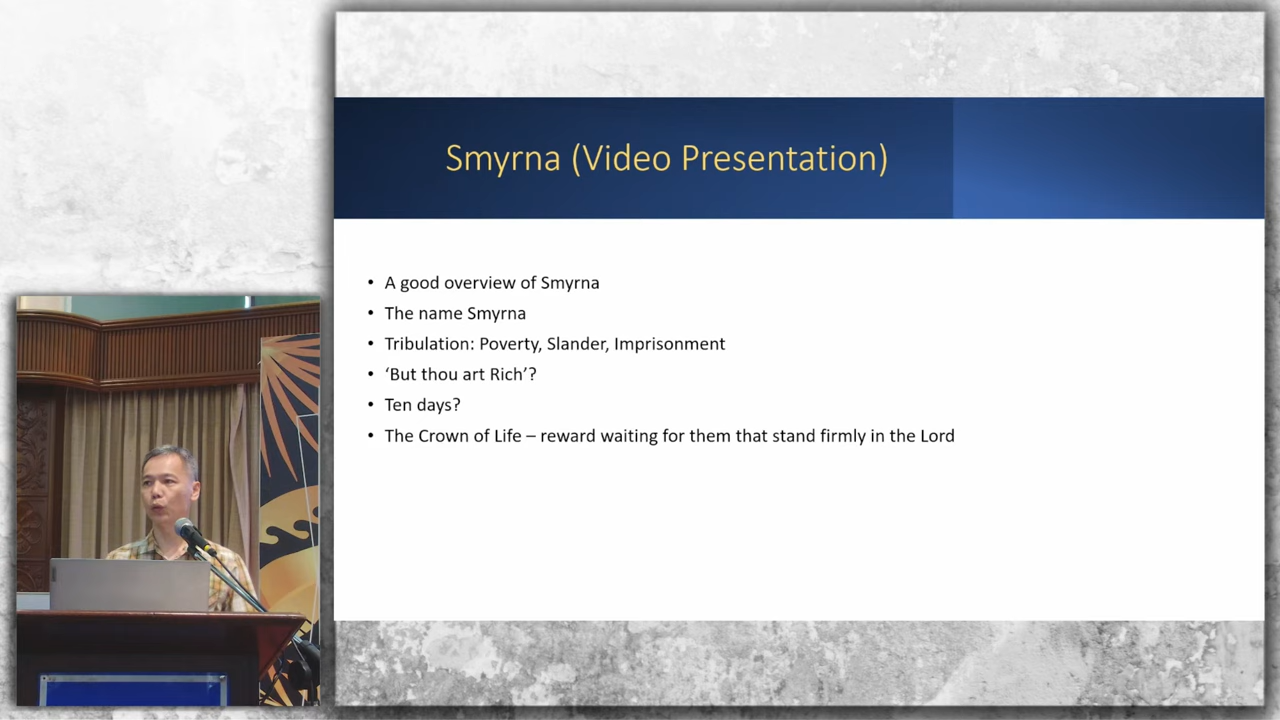 Smyrna (Video Presentation)
• A good overview of Smyrna
• The name Smyrna
• Tribulation: Poverty, Slander, Imprisonment
• ‘But thou art Rich’?
• Ten days?
• The Crown of Life – reward waiting for them that stand firmly in the Lord